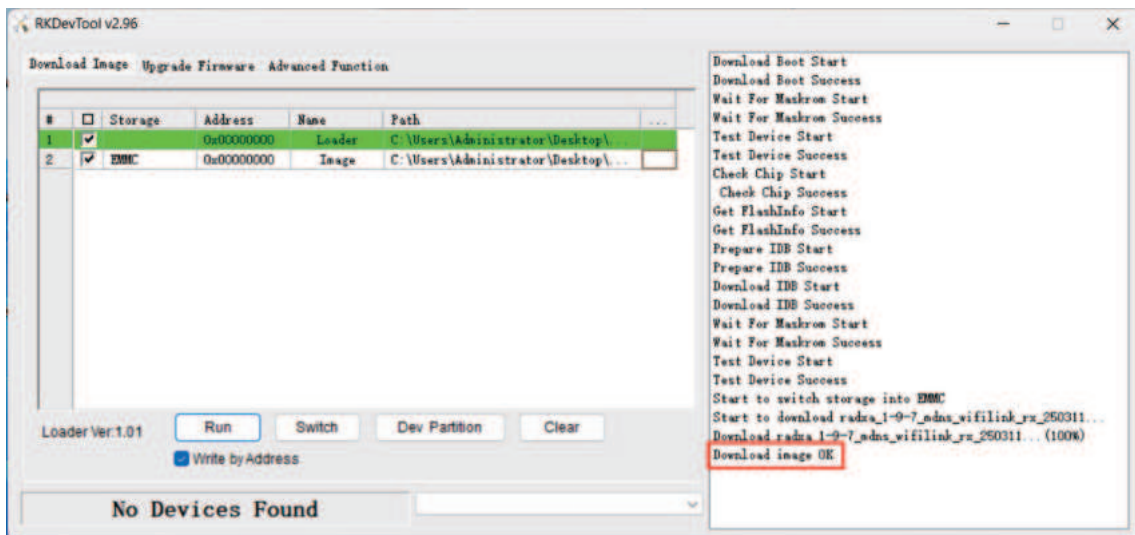 RKDevTool v2.96
Download Image Upgrade Firmware Advanced Function
# Storage Address Name Path ...
1 0x00000000 Loader C:\Users\Administrator\Desktop\...
2 EMMC 0x00000000 Image C:\Users\Administrator\Desktop\...
Loader Ver:1.01 Run Switch Dev Partition Clear
Write by Address
No Devices Found
Download Boot Start
Download Boot Success
Wait For Maskrom Start
Wait For Maskrom Success
Test Device Start
Test Device Success
Check Chip Start
Check Chip Success
Get FlashInfo Start
Get FlashInfo Success
Prepare IDB Start
Prepare IDB Success
Download IDB Start
Download IDB Success
Wait For Maskrom Start
Wait For Maskrom Success
Test Device Start
Test Device Success
Start to switch storage into EMMC
Start to download radxa_1-9-7_mdns_wifilink_rx_250311...
Download radxa_1-9-7_mdns_wifilink_rx_250311... (100%)
Download image OK